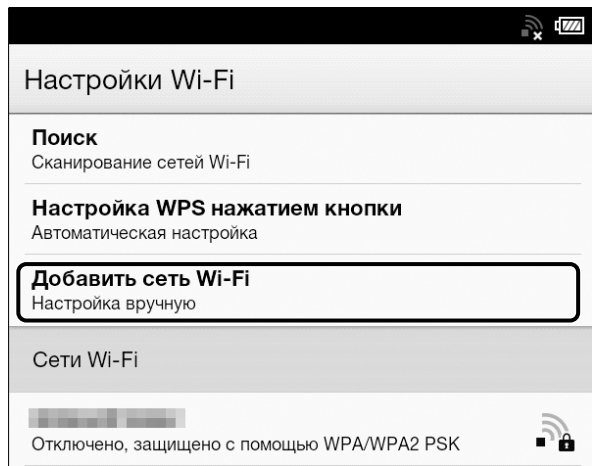 Настройки Wi-Fi
Поиск
Сканирование сетей Wi-Fi
Настройка WPS нажатием кнопки
Автоматическая настройка
Добавить сеть Wi-Fi
Настройка вручную
Сети Wi-Fi
Отключено, защищено с помощью WPA/WPA2 PSK